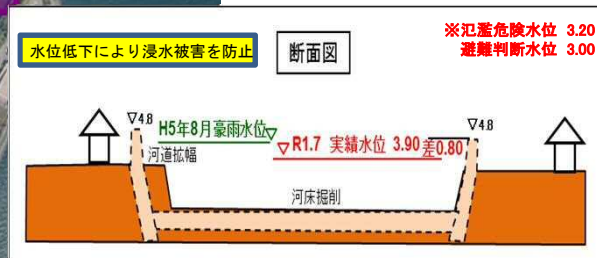 水位低下により浸水被害を防止
断面図
※氾濫危険水位 3.20
避難判断水位 3.00
▽4.8
H5年8月豪雨水位▽
▽R1.7 実績水位 3.90
差0.80
▽4.8
河道拡幅
河床掘削